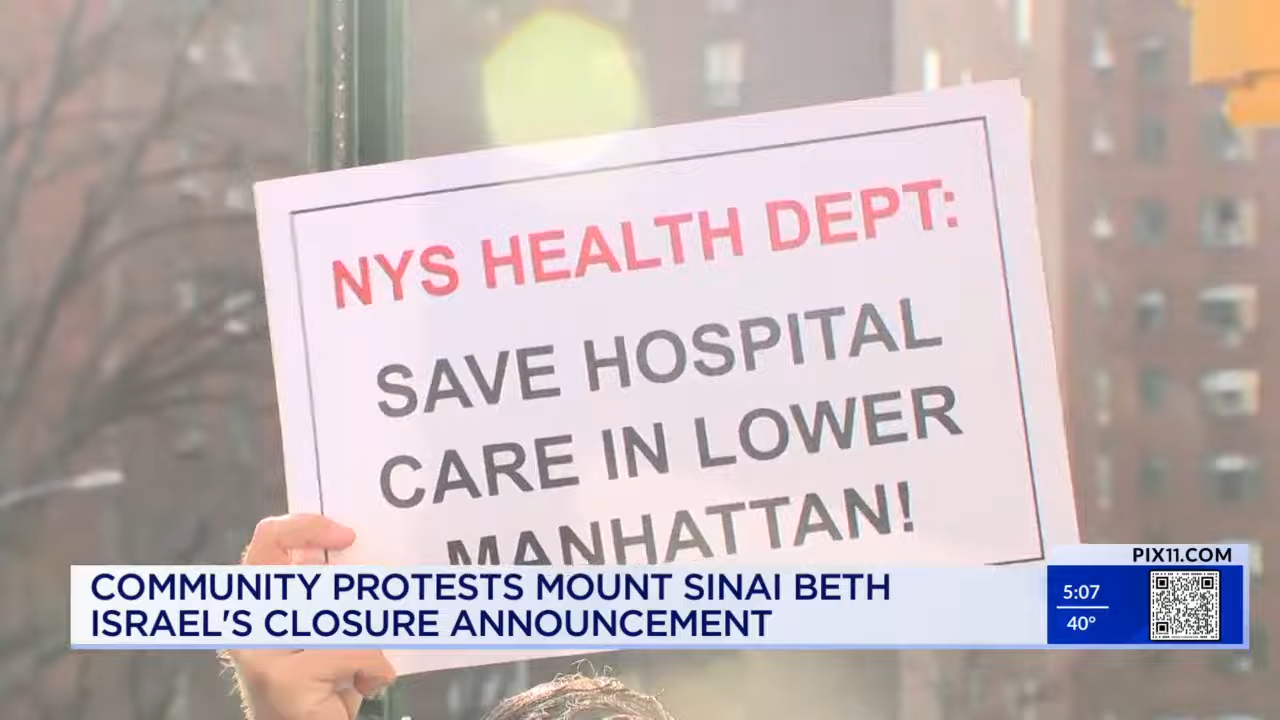 NYS HEALTH DEPT:
SAVE HOSPITAL
CARE IN LOWER
MANHATTAN!
COMMUNITY PROTESTS MOUNT SINAI BETH
ISRAEL'S CLOSURE ANNOUNCEMENT
PIX11.COM
5:07
40°